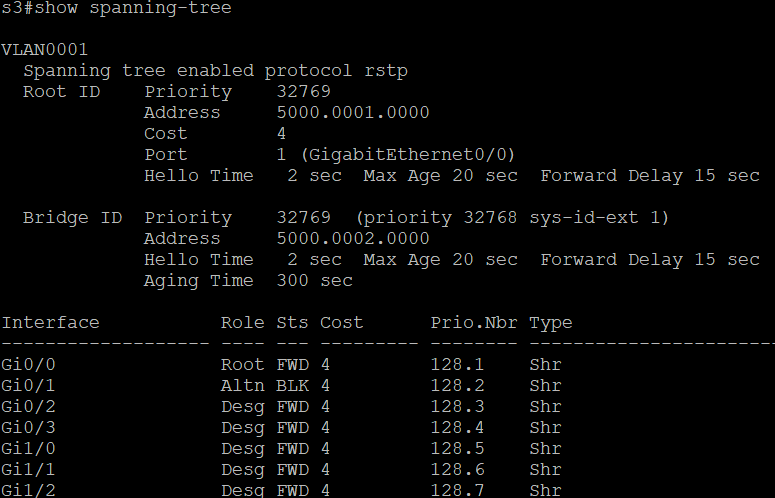 s3#show spanning-tree
VLAN0001
Spanning tree enabled protocol rstp
Root ID Priority 32769
Address 5000.0001.0000
Cost 4
Port 1 (GigabitEthernet0/0)
Hello Time 2 sec Max Age 20 sec Forward Delay 15 sec
Bridge ID Priority 32769 (priority 32768 sys-id-ext 1)
Address 5000.0002.0000
Hello Time 2 sec Max Age 20 sec Forward Delay 15 sec
Aging Time 300 sec
Interface Role Sts Cost Prio.Nbr Type
------------------- ---- --- --------- -------- --------------------------------
Gi0/0 Root FWD 4 128.1 Shr
Gi0/1 Altn BLK 4 128.2 Shr
Gi0/2 Desg FWD 4 128.3 Shr
Gi0/3 Desg FWD 4 128.4 Shr
Gi1/0 Desg FWD 4 128.5 Shr
Gi1/1 Desg FWD 4 128.6 Shr
Gi1/2 Desg FWD 4 128.7 Shr